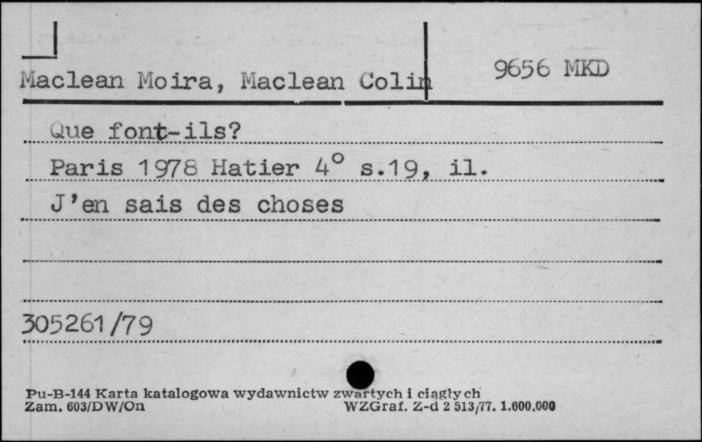 9656 MKD
Maclean Moira, Maclean Colin
Que font-ils?
Paris 1978 Hatier 4° s.19, il.
J'en sais des choses
305261/79
Pu-B-144 Karta katalogowa wydawnictw zwartych i ciągłych
Zam. 603/DW/On WZGraf. Z-d 2 513/77. 1.600.000